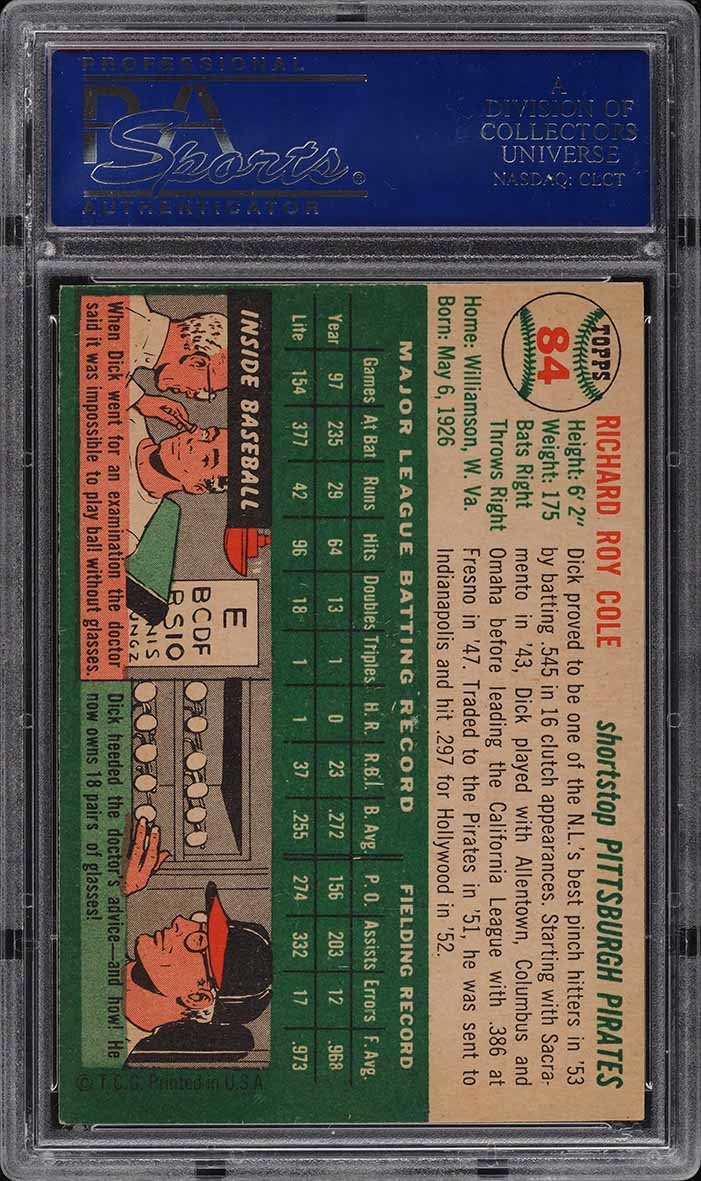 PROFESSIONAL
PSA
Sports®
AUTHENTICATOR
A
DIVISION OF
COLLECTORS
UNIVERSE
NASDAQ: CLCT
TOPPS
84
RICHARD ROY COLE
shortstop PITTSBURGH PIRATES
Height: 6' 2"
Weight: 175
Bats Right
Throws Right
Home: Williamson, W. Va.
Born: May 6, 1926
Dick proved to be one of the N.L.'s best pinch hitters in '53
by batting .545 in 16 clutch appearances. Starting with Sacra-
mento in '43, Dick played with Allentown, Columbus and
Omaha before leading the California League with .386 at
Fresno in '47. Traded to the Pirates in '51, he was sent to
Indianapolis and hit .297 for Hollywood in '52.
MAJOR LEAGUE BATTING RECORD FIELDING RECORD
Games At Bat Runs Hits Doubles Triples H.R. R.B.I. B. Avg. P. O. Assists Errors F. Avg.
Year 97 235 29 64 13 1 0 23 .272 156 203 12 .968
Life 154 377 42 96 18 1 1 37 .255 274 332 17 .973
INSIDE BASEBALL
E
BCDF
RSIO
NIS
UNGZ
When Dick went for an examination the doctor
said it was impossible to play ball without glasses.
Dick heeded the doctor's advice—and how! He
now owns 18 pairs of glasses!
© T.C.G. Printed in U.S.A.